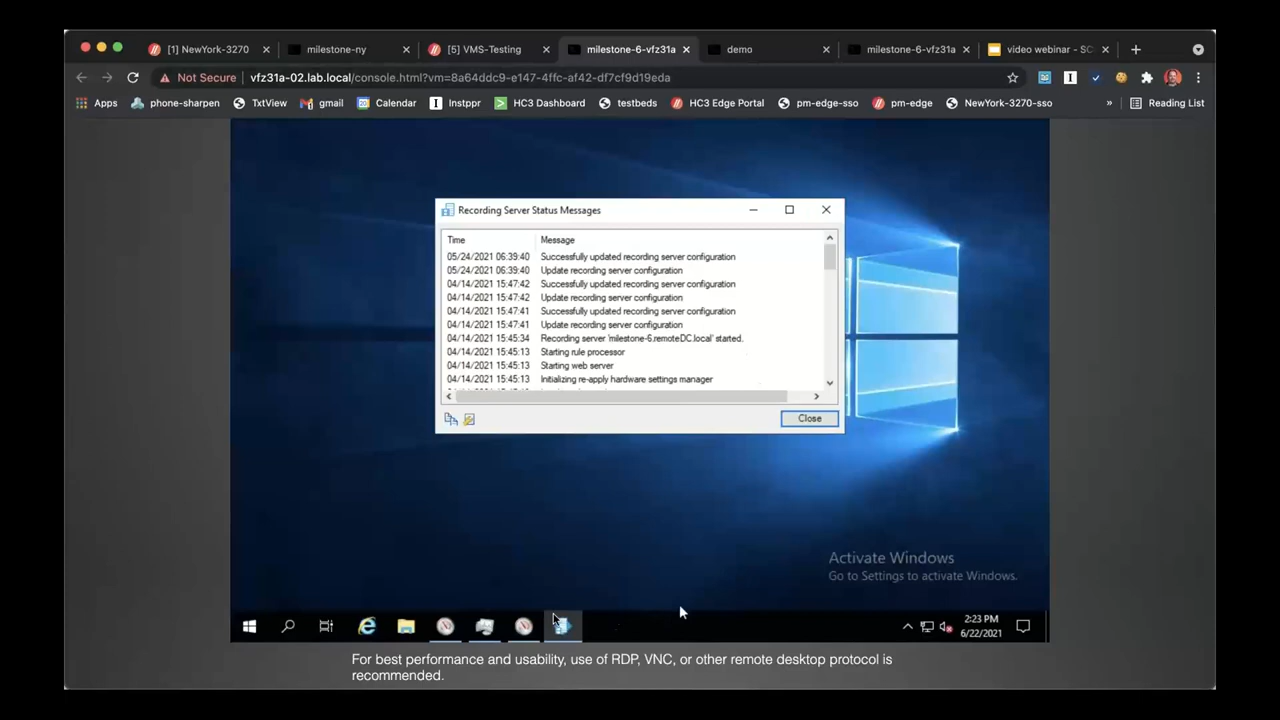 [1] NewYork-3270
milestone-ny
[5] VMS-Testing
milestone-6-vfz31a
demo
milestone-6-vfz31a
video webinar - SC
Not Secure
vfz31a-02.lab.local/console.html?vm=8a64ddc9-e147-4ffc-af42-df7cf9d19eda
Apps
phone-sharpen
TxtView
gmail
Calendar
Instppr
HC3 Dashboard
testbeds
HC3 Edge Portal
pm-edge-sso
pm-edge
NewYork-3270-sso
»
Reading List
Recording Server Status Messages
Time Message
05/24/2021 06:39:40 Successfully updated recording server configuration
05/24/2021 06:39:40 Update recording server configuration
04/14/2021 15:47:42 Successfully updated recording server configuration
04/14/2021 15:47:42 Update recording server configuration
04/14/2021 15:47:41 Successfully updated recording server configuration
04/14/2021 15:47:41 Update recording server configuration
04/14/2021 15:45:34 Recording server 'milestone-6.remoteDC.local' started.
04/14/2021 15:45:13 Starting rule processor
04/14/2021 15:45:13 Starting web server
04/14/2021 15:45:13 Initializing re-apply hardware settings manager
Close
Activate Windows
Go to Settings to activate Windows.
2:23 PM
6/22/2021
For best performance and usability, use of RDP, VNC, or other remote desktop protocol is
recommended.